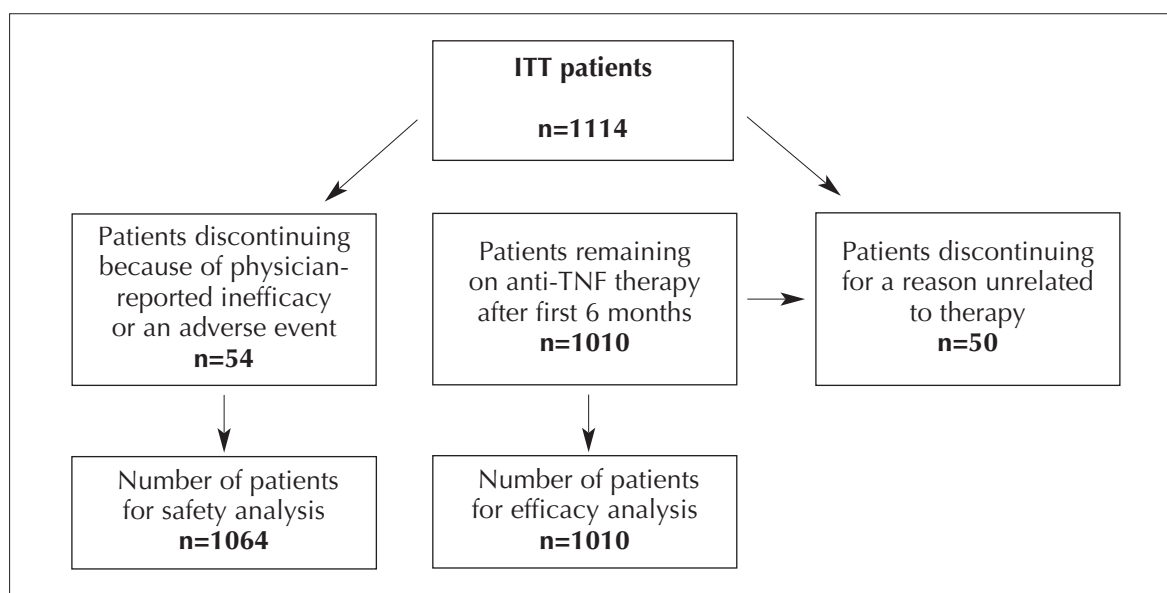 ITT patients
n=1114
Patients discontinuing
because of physician-
reported inefficacy
or an adverse event
n=54
Patients remaining
on anti-TNF therapy
after first 6 months
n=1010
Patients discontinuing
for a reason unrelated
to therapy
n=50
Number of patients
for safety analysis
n=1064
Number of patients
for efficacy analysis
n=1010